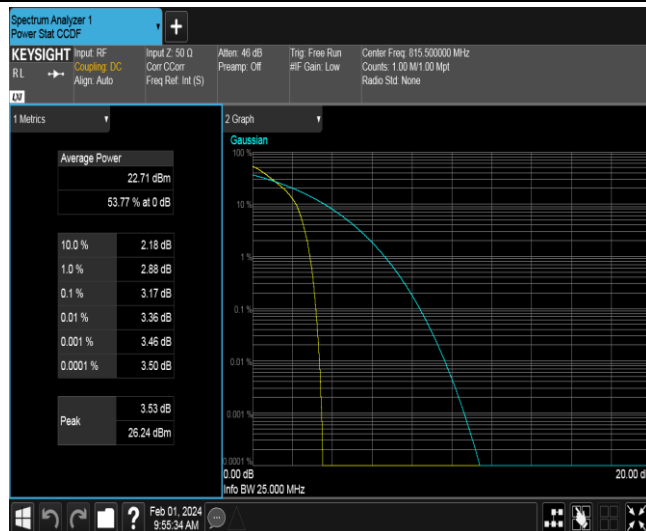 Spectrum Analyzer 1
Power Stat CCDF
+
KEYSIGHT
RL
Input: RF
Coupling: DC
Align: Auto
Input Z: 50 Ω
Corr CCorr
Freq Ref: Int (S)
Atten: 46 dB
Preamp: Off
Trig: Free Run
#IF Gain: Low
Center Freq: 815.500000 MHz
Counts: 1.00 M/1.00 Mpt
Radio Std: None
1 Metrics
Average Power
22.71 dBm
53.77 % at 0 dB
10.0 % 2.18 dB
1.0 % 2.88 dB
0.1 % 3.17 dB
0.01 % 3.36 dB
0.001 % 3.46 dB
0.0001 % 3.50 dB
Peak
3.53 dB
26.24 dBm
2 Graph
Gaussian
100 %
10 %
1 %
0.1 %
0.01 %
0.001 %
0.0001 %
0.00 dB
20.00 d
Info BW 25.000 MHz
?
Feb 01, 2024
9:55:34 AM